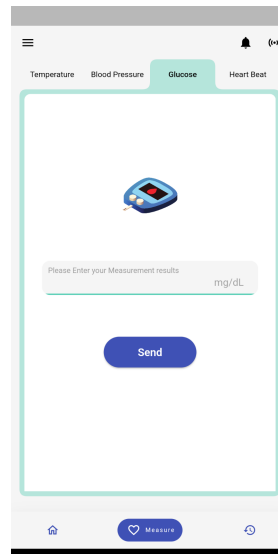 Temperature Blood Pressure Glucose Heart Beat
Please Enter your Measurement results
mg/dL
Send
Measure